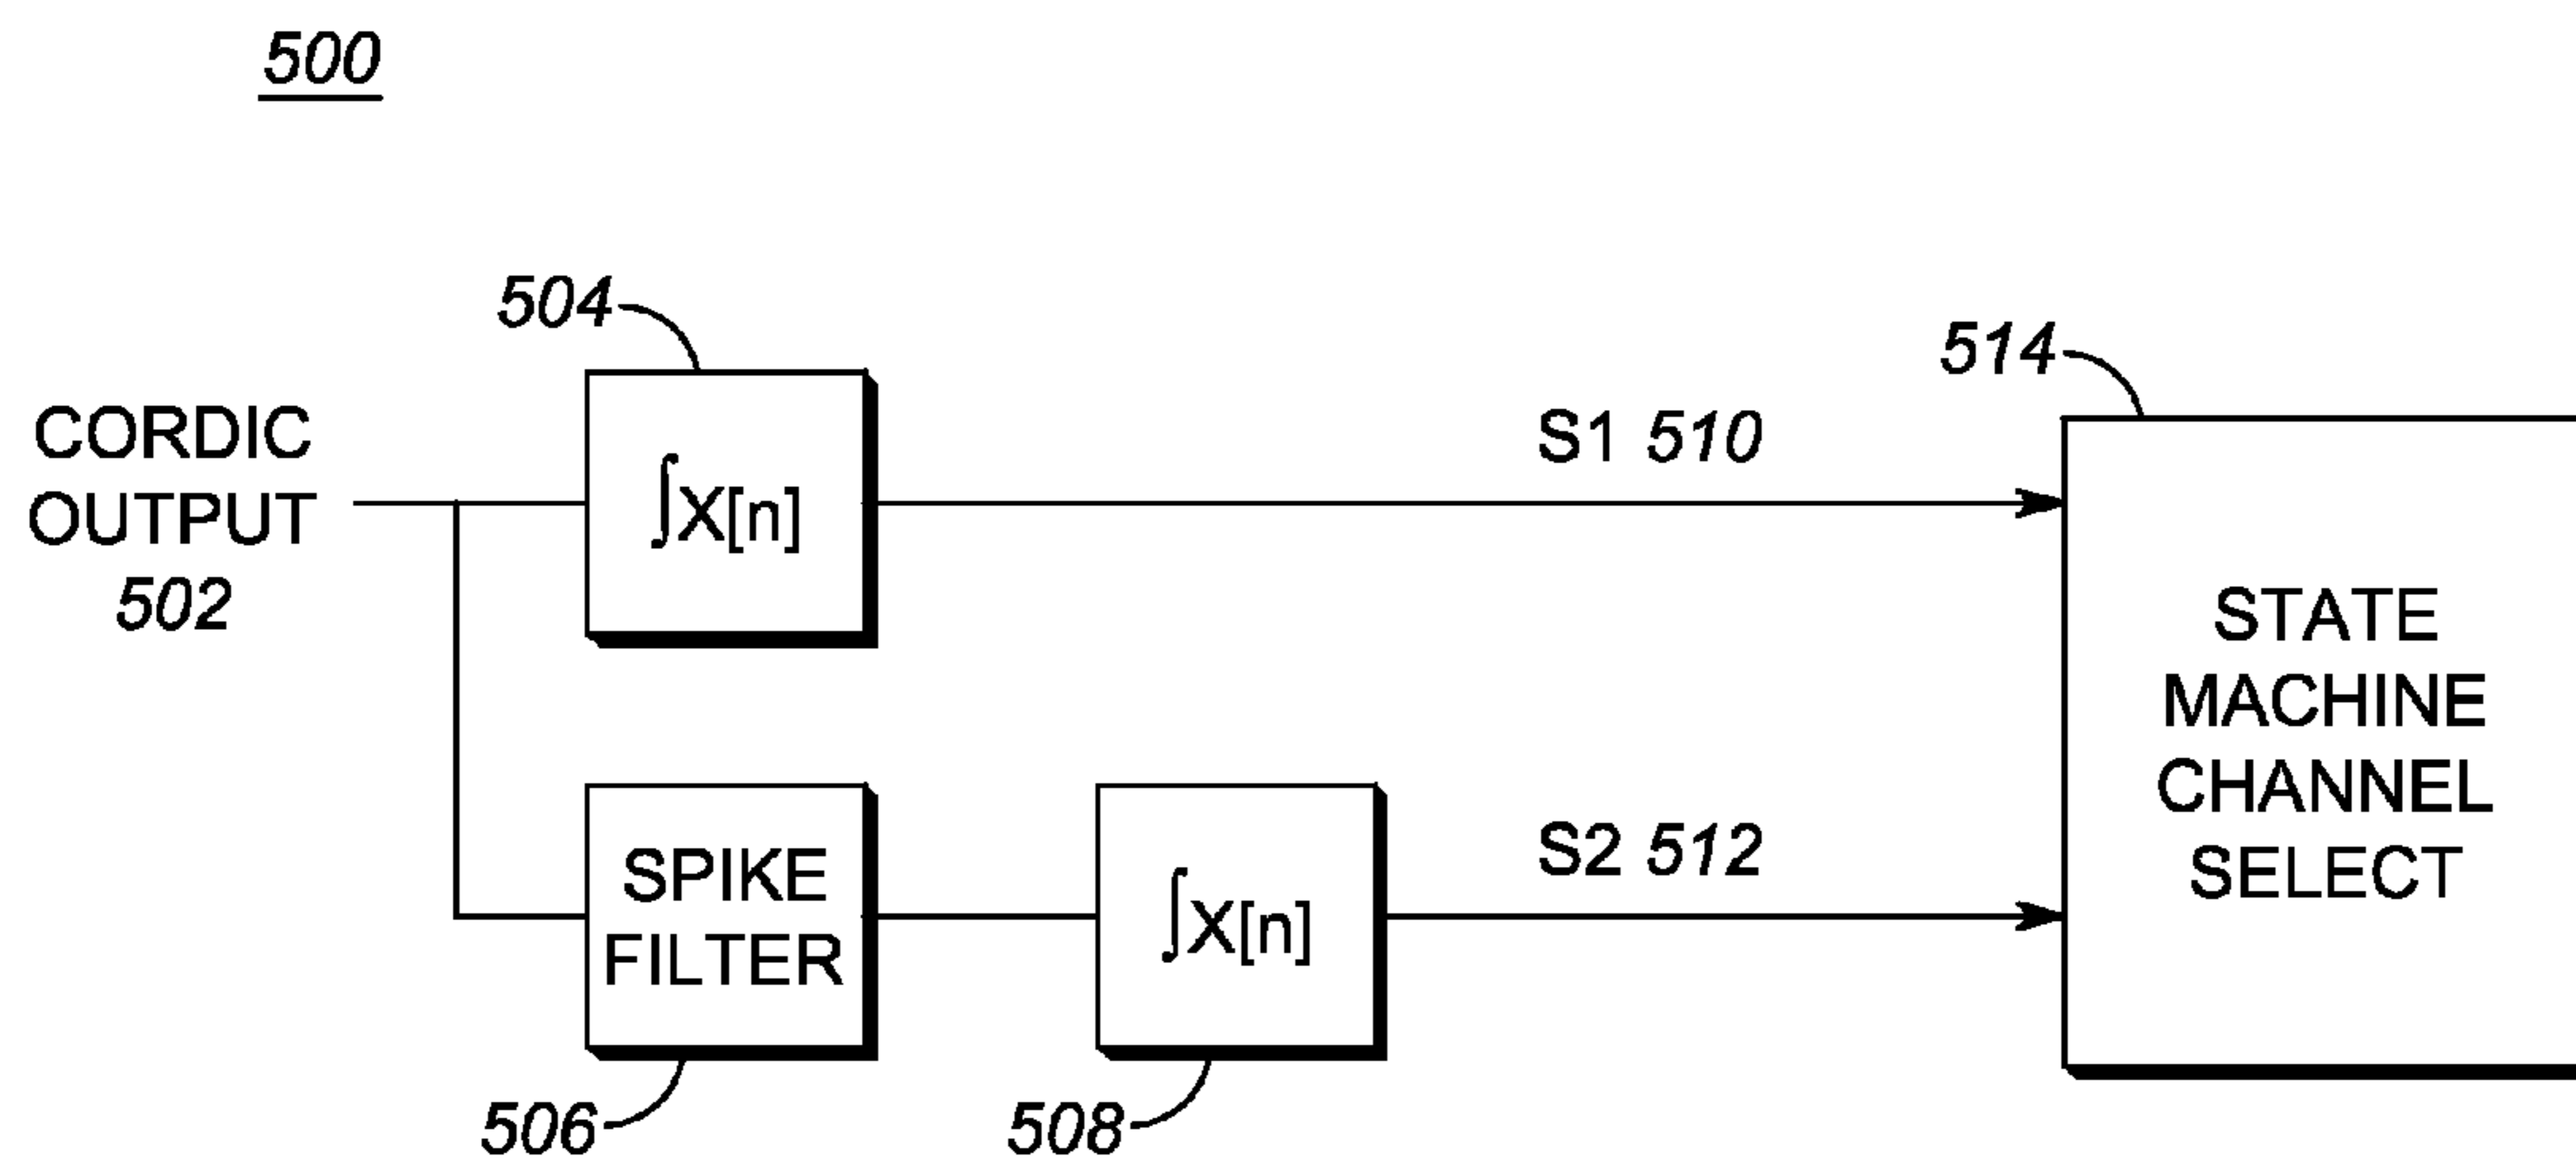 500
504
514
CORDIC
OUTPUT
502
∫X[n]
S1 510
STATE
MACHINE
CHANNEL
SELECT
SPIKE
FILTER
∫X[n]
S2 512
506
508